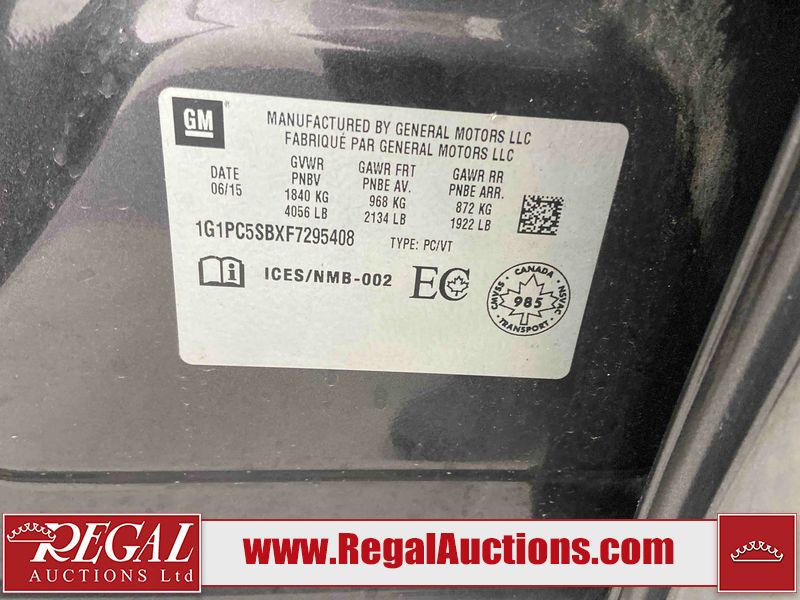 GM
MANUFACTURED BY GENERAL MOTORS LLC
FABRIQUÉ PAR GENERAL MOTORS LLC
DATE
06/15
GVWR
PNBV
1840 KG
4056 LB
GAWR FRT
PNBE AV.
968 KG
2134 LB
GAWR RR
PNBE ARR.
872 KG
1922 LB
1G1PC5SBXF7295408 TYPE: PC/VT
i ICES/NMB-002 EC
CANADA
CMVSS 985 NSVAC
TRANSPORT
REGAL
AUCTIONS Ltd
www.RegalAuctions.com